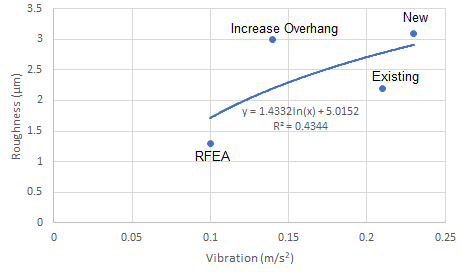 3.5
3
2.5
2
1.5
1
0.5
0
0
0.05
0.1
0.15
0.2
0.25
Roughness (µm)
Vibration (m/s²)
New
Increase Overhang
Existing
y = 1.4332ln(x) + 5.0152
R² = 0.4344
RFEA